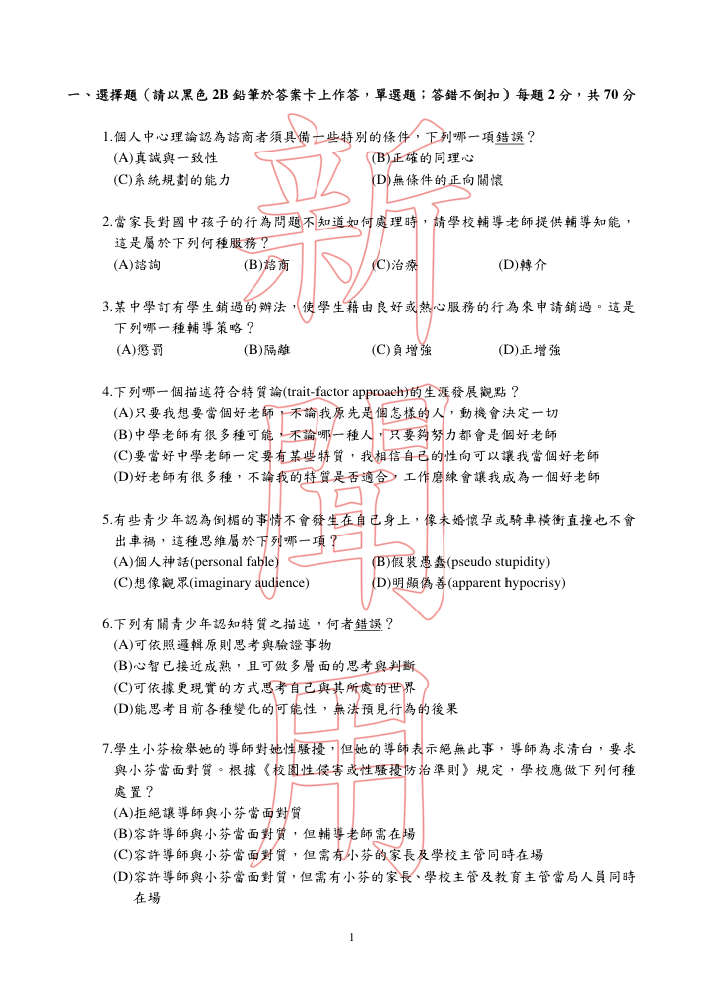 一、選擇題（請以黑色 2B 鉛筆於答案卡上作答，單選題；答錯不倒扣）每題 2 分，共 70 分
1.個人中心理論認為諮商者須具備一些特別的條件，下列哪一項錯誤？
(A)真誠與一致性 (B)正確的同理心
(C)系統規劃的能力 (D)無條件的正向關懷
2.當家長對國中孩子的行為問題不知道如何處理時，請學校輔導老師提供輔導知能，
這是屬於下列何種服務？
(A)諮詢 (B)諮商 (C)治療 (D)轉介
3.某中學訂有學生銷過的辦法，使學生藉由良好或熱心服務的行為來申請銷過。這是
下列哪一種輔導策略？
(A)懲罰 (B)隔離 (C)負增強 (D)正增強
4.下列哪一個描述符合特質論(trait-factor approach)的生涯發展觀點？
(A)只要我想要當個好老師，不論我原先是個怎樣的人，動機會決定一切
(B)中學老師有很多種可能，不論哪一種人，只要夠努力都會是個好老師
(C)要當好中學老師一定要有某些特質，我相信自己的性向可以讓我當個好老師
(D)好老師有很多種，不論我的特質是否適合，工作磨練會讓我成為一個好老師
5.有些青少年認為倒楣的事情不會發生在自己身上，像未婚懷孕或騎車橫衝直撞也不會
出車禍，這種思維屬於下列哪一項？
(A)個人神話(personal fable) (B)假裝愚蠢(pseudo stupidity)
(C)想像觀眾(imaginary audience) (D)明顯偽善(apparent hypocrisy)
6.下列有關青少年認知特質之描述，何者錯誤？
(A)可依照邏輯原則思考與驗證事物
(B)心智已接近成熟，且可做多層面的思考與判斷
(C)可依據更現實的方式思考自己與其所處的世界
(D)能思考目前各種變化的可能性，無法預見行為的後果
7.學生小芬檢舉她的導師對她性騷擾，但她的導師表示絕無此事，導師為求清白，要求
與小芬當面對質。根據《校園性侵害或性騷擾防治準則》規定，學校應做下列何種
處置？
(A)拒絕讓導師與小芬當面對質
(B)容許導師與小芬當面對質，但輔導老師需在場
(C)容許導師與小芬當面對質，但需有小芬的家長及學校主管同時在場
(D)容許導師與小芬當面對質，但需有小芬的家長、學校主管及教育主管當局人員同時
在場
1
新聞用